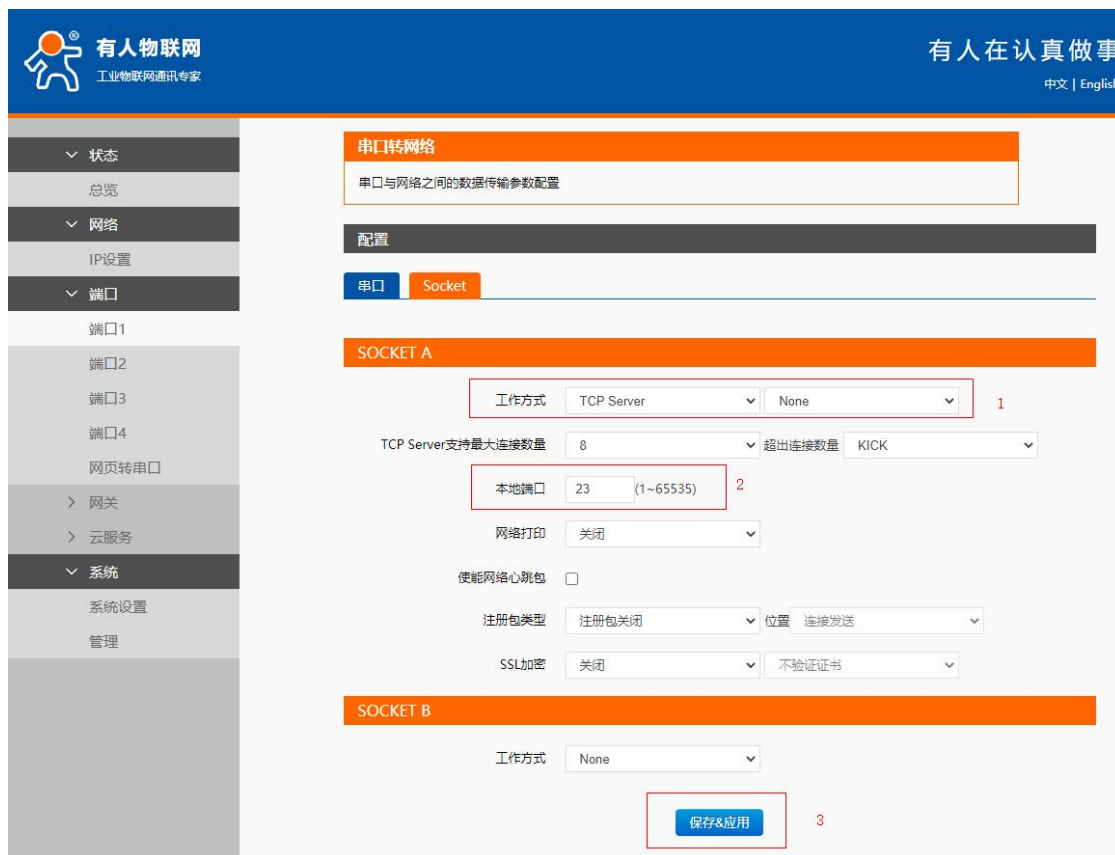 ®
有人物联网
工业物联网通讯专家
有人在认真做事
中文 | English
状态
总览
网络
IP设置
端口
端口1
端口2
端口3
端口4
网页转串口
网关
云服务
系统
系统设置
管理
串口转网络
串口与网络之间的数据传输参数配置
配置
串口 Socket
SOCKET A
工作方式 TCP Server None 1
TCP Server支持最大连接数量 8 超出连接数量 KICK
本地端口 23 (1~65535) 2
网络打印 关闭
使能网络心跳包
注册包类型 注册包关闭 位置 连接发送
SSL加密 关闭 不验证证书
SOCKET B
工作方式 None
保存&应用 3